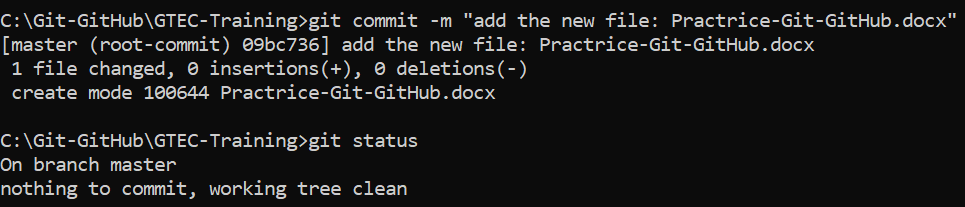 C:\Git-GitHub\GTEC-Training>git commit -m "add the new file: Practrice-Git-GitHub.docx"
[master (root-commit) 09bc736] add the new file: Practrice-Git-GitHub.docx
 1 file changed, 0 insertions(+), 0 deletions(-)
 create mode 100644 Practrice-Git-GitHub.docx
C:\Git-GitHub\GTEC-Training>git status
On branch master
nothing to commit, working tree clean